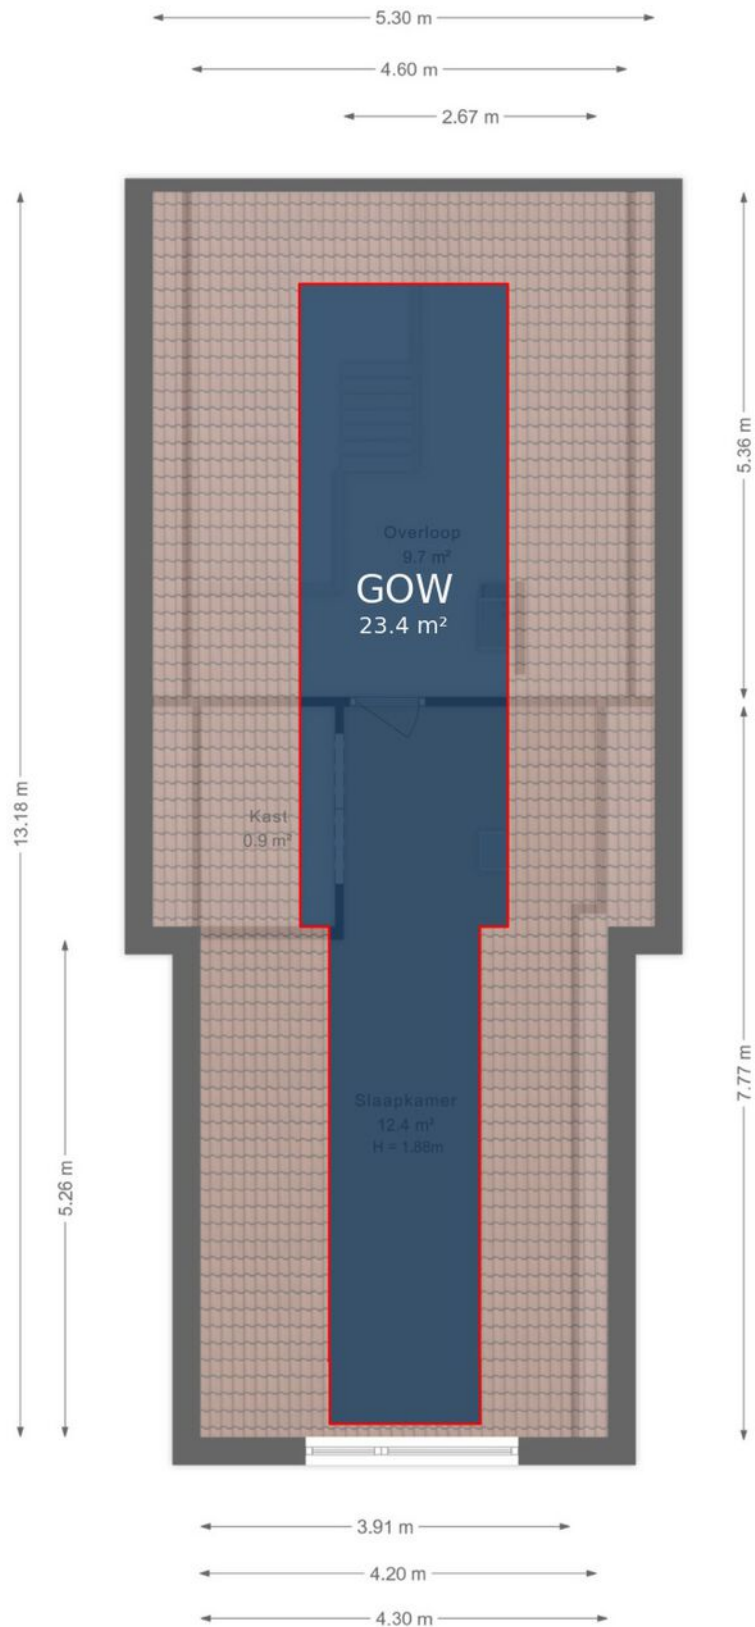 5.30 m
4.60 m
2.67 m
5.36 m
Overloop
9.7 m²
GOW
23.4 m²
13.18 m
Kast
0.9 m²
7.77 m
Slaapkamer
12.4 m²
H = 1.88m
5.26 m
3.91 m
4.20 m
4.30 m